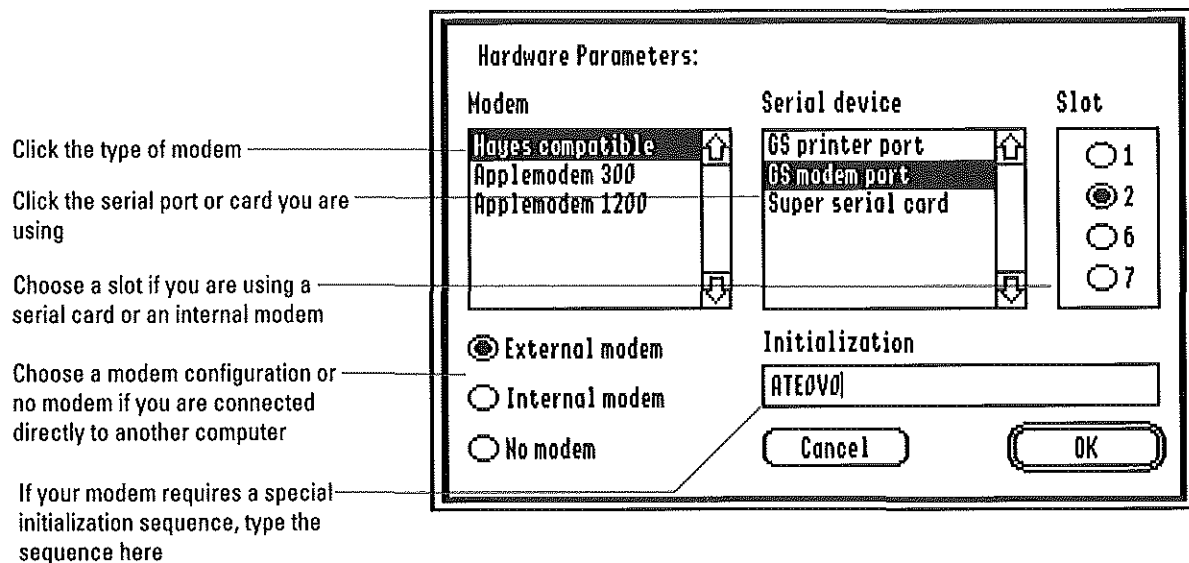 Click the type of modem
Click the serial port or card you are
using
Choose a slot if you are using a
serial card or an internal modem
Choose a modem configuration or
no modem if you are connected
directly to another computer
If your modem requires a special
initialization sequence, type the
sequence here
Hardware Parameters:
Modem
Hayes compatible
Applemodem 300
Applemodem 1200
Serial device
GS printer port
GS modem port
Super serial card
Slot
1
2
6
7
External modem
Internal modem
No modem
Initialization
ATE0V0
Cancel
OK